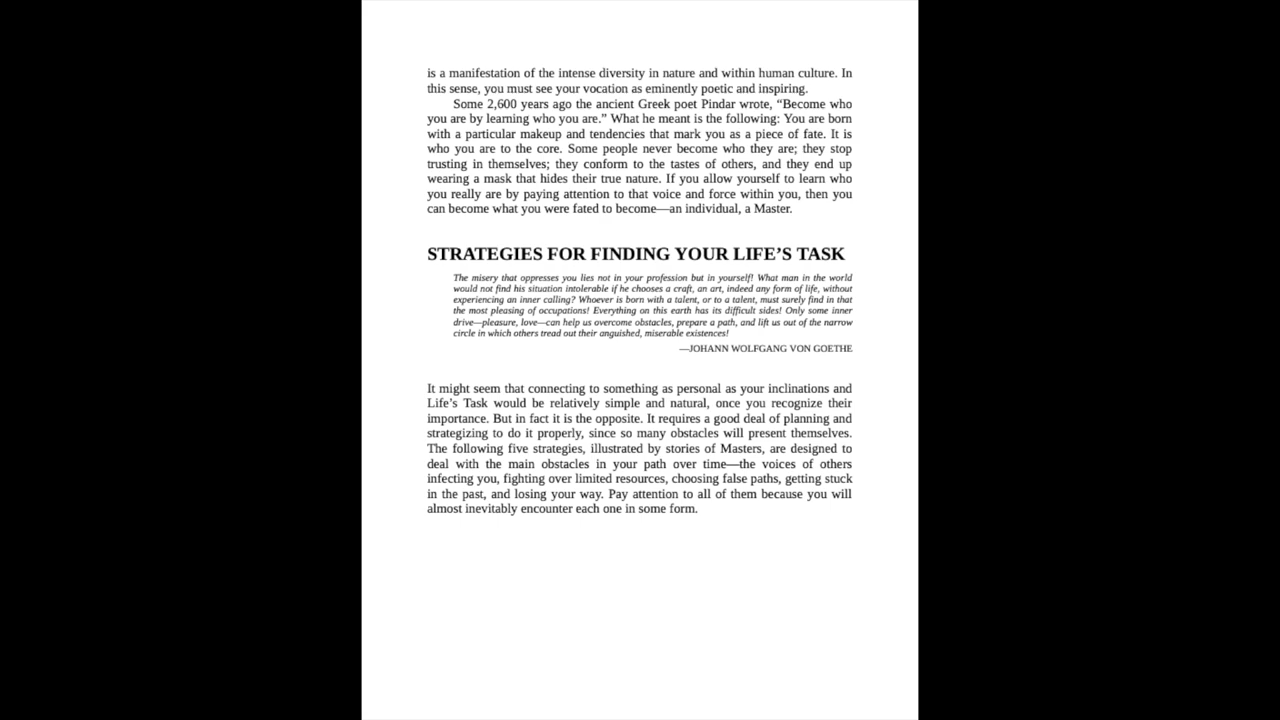 is a manifestation of the intense diversity in nature and within human culture. In
this sense, you must see your vocation as eminently poetic and inspiring.
Some 2,600 years ago the ancient Greek poet Pindar wrote, “Become who
you are by learning who you are.” What he meant is the following: You are born
with a particular makeup and tendencies that mark you as a piece of fate. It is
who you are to the core. Some people never become who they are; they stop
trusting in themselves; they conform to the tastes of others, and they end up
wearing a mask that hides their true nature. If you allow yourself to learn who
you really are by paying attention to that voice and force within you, then you
can become what you were fated to become—an individual, a Master.
STRATEGIES FOR FINDING YOUR LIFE’S TASK
The misery that oppresses you lies not in your profession but in yourself! What man in the world
would not find his situation intolerable if he chooses a craft, an art, indeed any form of life, without
experiencing an inner calling? Whoever is born with a talent, or to a talent, must surely find in that
the most pleasing of occupations! Everything on this earth has its difficult sides! Only some inner
drive—pleasure, love—can help us overcome obstacles, prepare a path, and lift us out of the narrow
circle in which others tread out their anguished, miserable existences!
—JOHANN WOLFGANG VON GOETHE
It might seem that connecting to something as personal as your inclinations and
Life’s Task would be relatively simple and natural, once you recognize their
importance. But in fact it is the opposite. It requires a good deal of planning and
strategizing to do it properly, since so many obstacles will present themselves.
The following five strategies, illustrated by stories of Masters, are designed to
deal with the main obstacles in your path over time—the voices of others
infecting you, fighting over limited resources, choosing false paths, getting stuck
in the past, and losing your way. Pay attention to all of them because you will
almost inevitably encounter each one in some form.